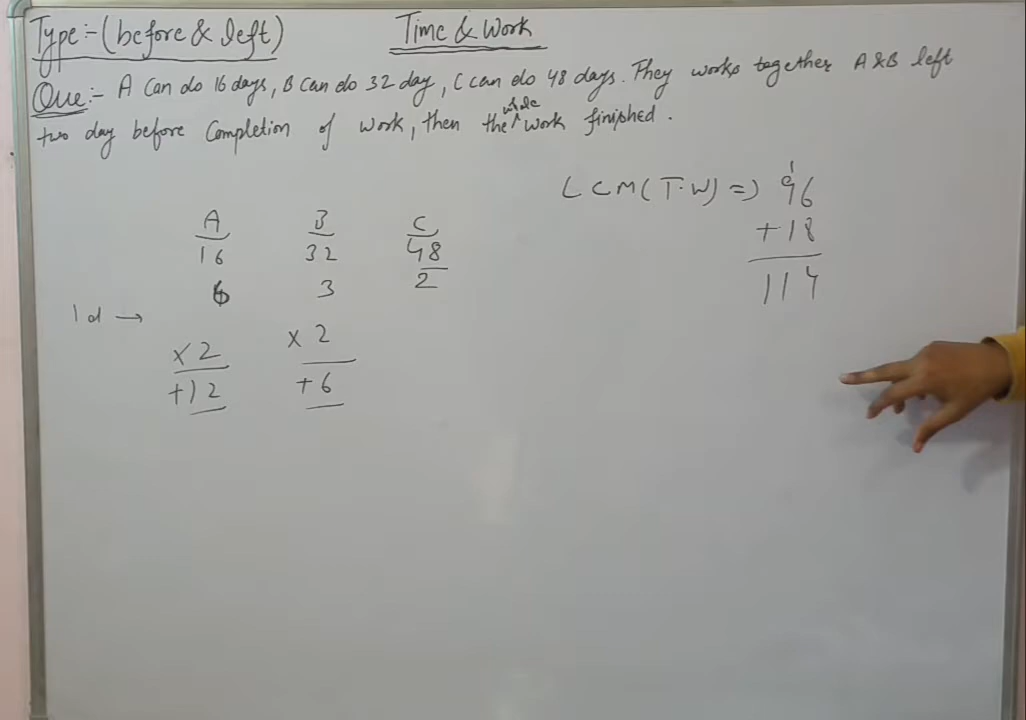 Type:-(before & left) Time & Work
Que:- A Can do 16 days, B Can do 32 day, C can do 48 days. They works together A & B left
two day before Completion of work, then the whole work finished.
LCM (T.W) => 96
+18
114
A B C
16 32 48
6 3 2
1d →
×2 ×2
+12 +6